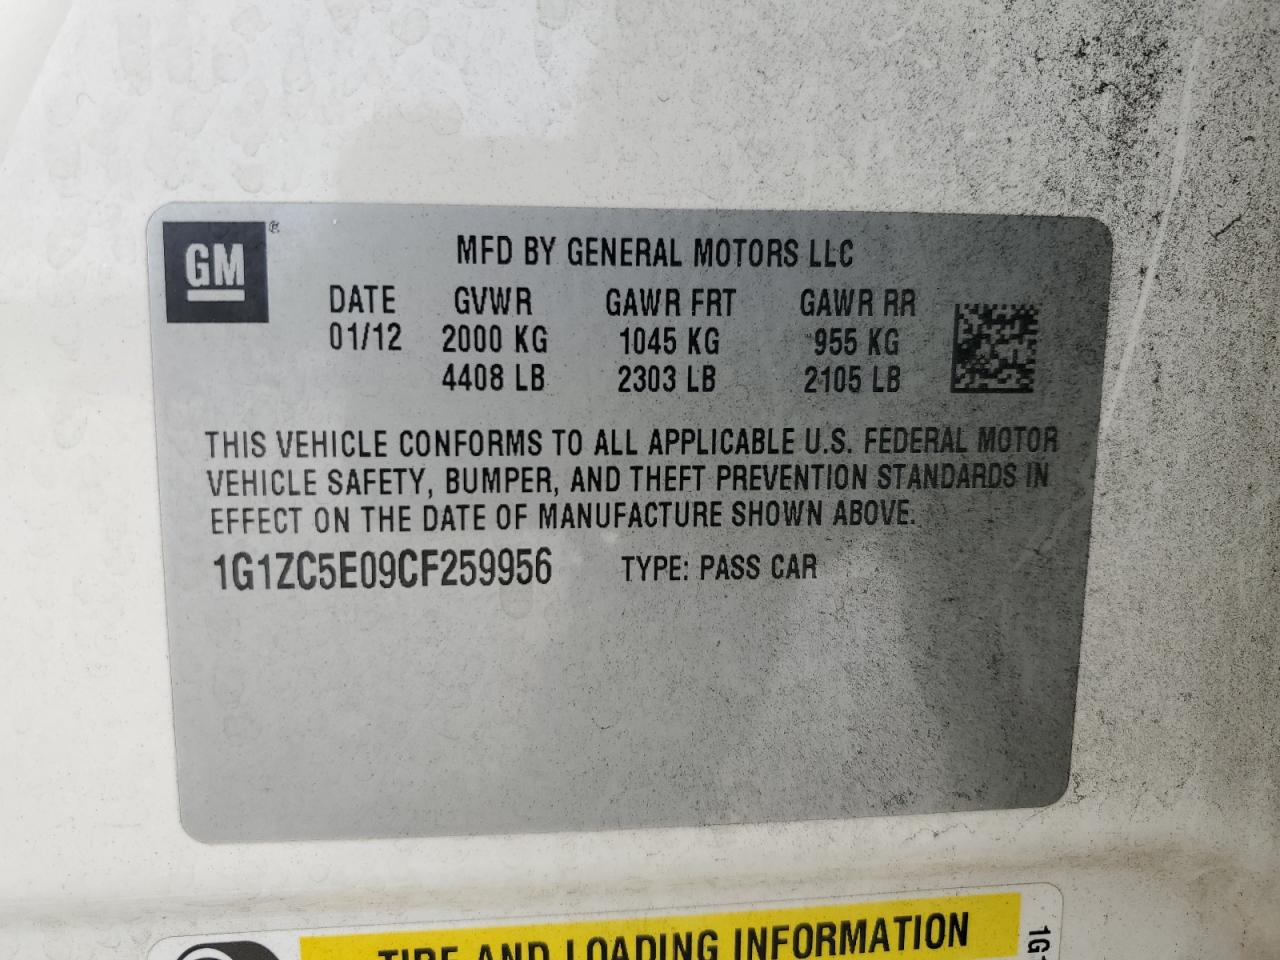 GM ®
MFD BY GENERAL MOTORS LLC
DATE GVWR GAWR FRT GAWR RR
01/12 2000 KG 1045 KG 955 KG
4408 LB 2303 LB 2105 LB
THIS VEHICLE CONFORMS TO ALL APPLICABLE U.S. FEDERAL MOTOR
VEHICLE SAFETY, BUMPER, AND THEFT PREVENTION STANDARDS IN
EFFECT ON THE DATE OF MANUFACTURE SHOWN ABOVE.
1G1ZC5E09CF259956 TYPE: PASS CAR
TIRE AND LOADING INFORMATION
1G